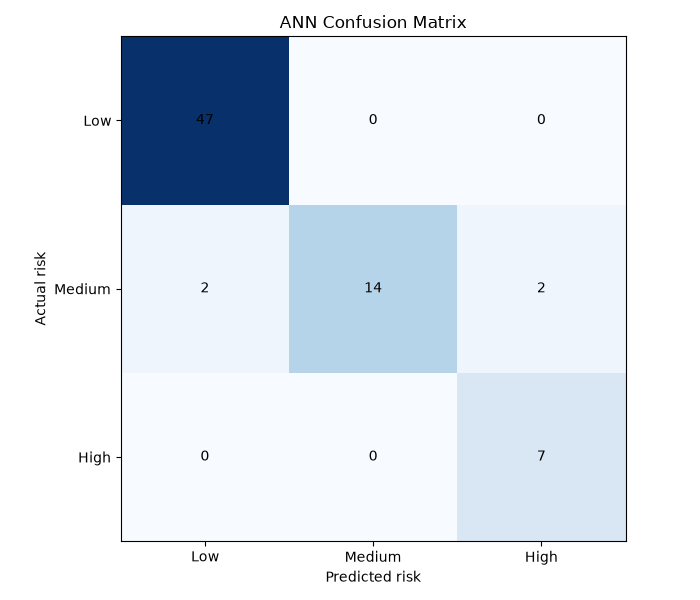 ANN Confusion Matrix
Actual risk
Low 47 0 0
Medium 2 14 2
High 0 0 7
Low Medium High
Predicted risk